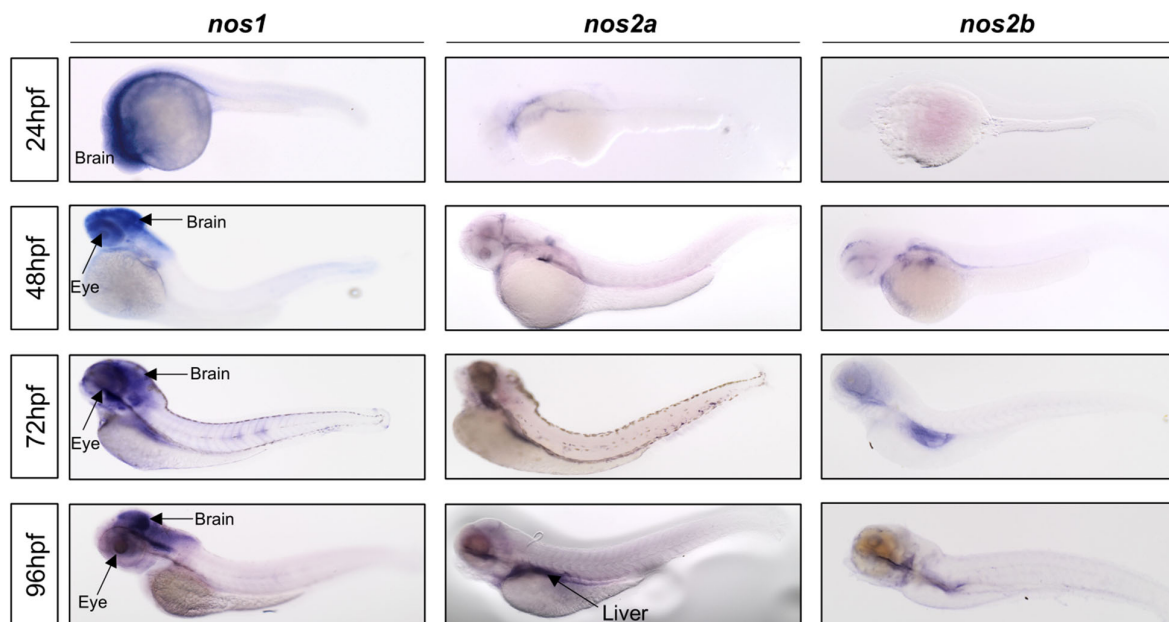 nos1 nos2a nos2b
24hpf
Brain
48hpf
Brain
Eye
72hpf
Brain
Eye
96hpf
Brain
Eye
Liver